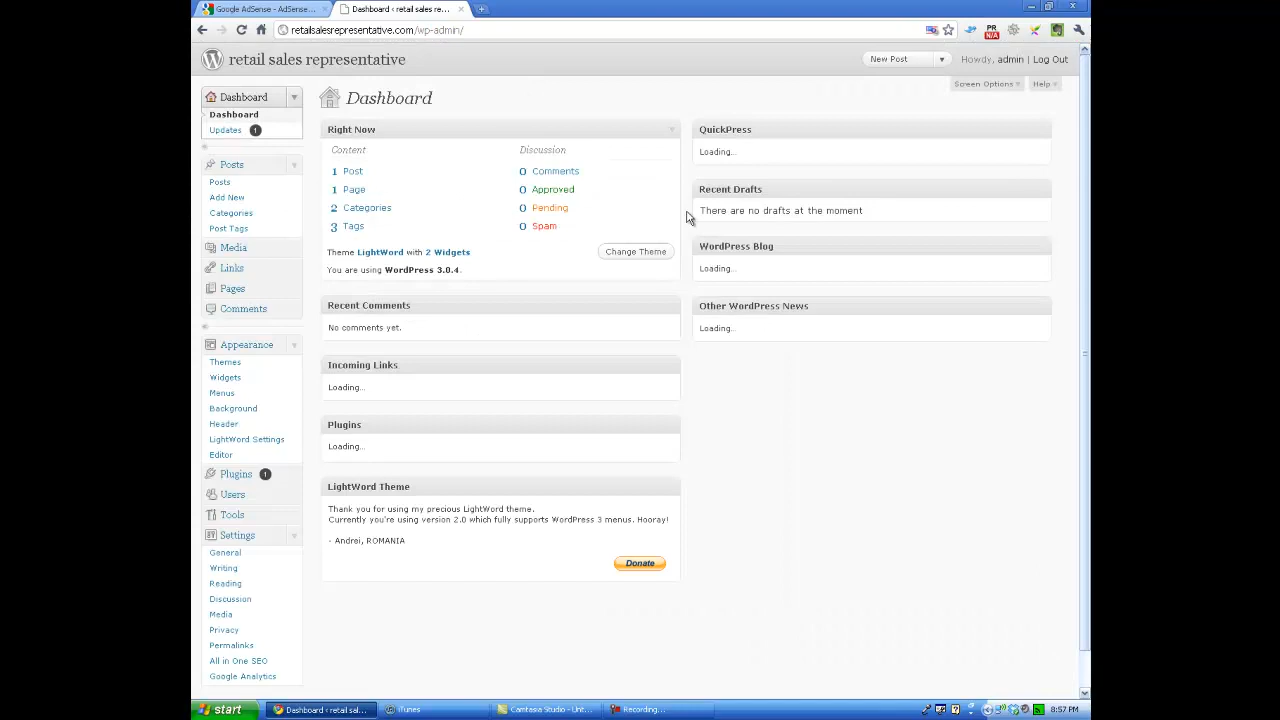 Google AdSense - AdSense...
Dashboard ‹ retail sales re...
retailsalesrepresentative.com/wp-admin/
PR
N/A
retail sales representative
New Post
Howdy, admin | Log Out
Screen Options
Help
Dashboard
Dashboard
Updates 1
Posts
Posts
Add New
Categories
Post Tags
Media
Links
Pages
Comments
Appearance
Themes
Widgets
Menus
Background
Header
LightWord Settings
Editor
Plugins 1
Users
Tools
Settings
General
Writing
Reading
Discussion
Media
Privacy
Permalinks
All in One SEO
Google Analytics
Dashboard
Right Now
Content
Discussion
1 Post
0 Comments
1 Page
0 Approved
2 Categories
0 Pending
3 Tags
0 Spam
Theme LightWord with 2 Widgets
Change Theme
You are using WordPress 3.0.4.
Recent Comments
No comments yet.
Incoming Links
Loading...
Plugins
Loading...
LightWord Theme
Thank you for using my precious LightWord theme.
Currently you're using version 2.0 which fully supports WordPress 3 menus. Hooray!
- Andrei, ROMANIA
Donate
QuickPress
Loading...
Recent Drafts
There are no drafts at the moment
WordPress Blog
Loading...
Other WordPress News
Loading...
start
Dashboard ‹ retail sal...
iTunes
Camtasia Studio - Unt...
Recording...
8:57 PM